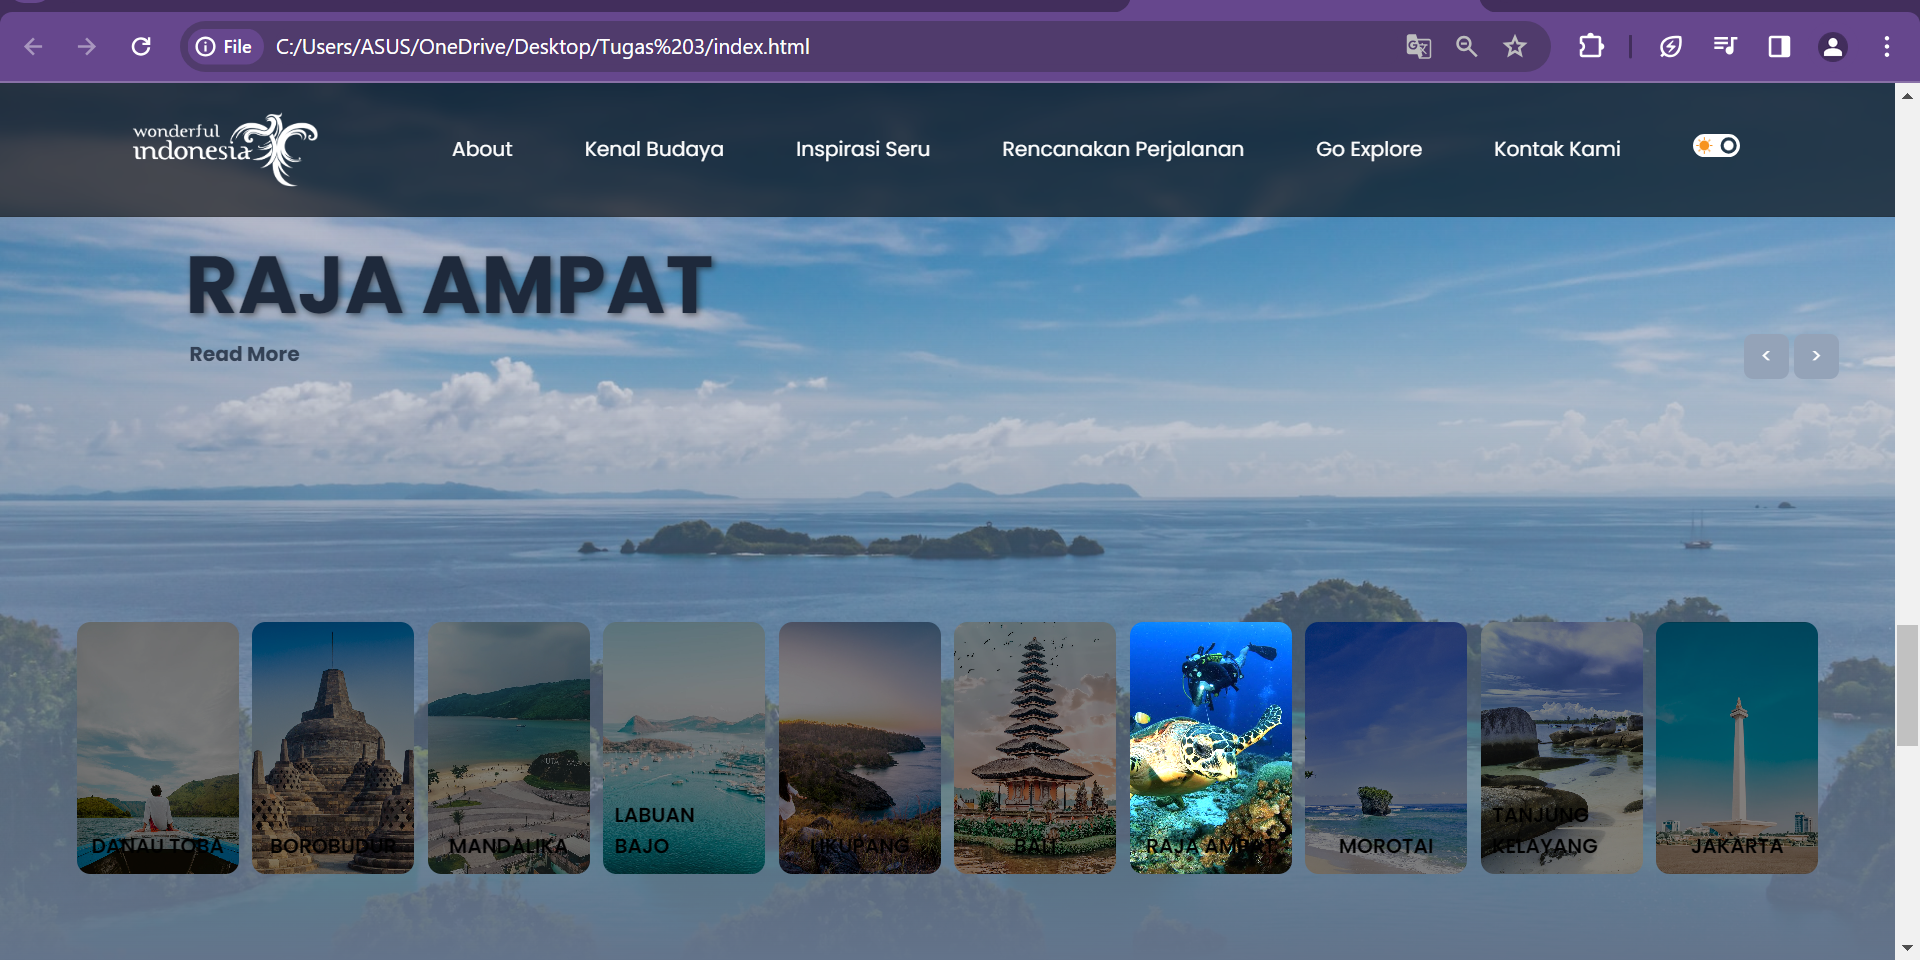 File
C:/Users/ASUS/OneDrive/Desktop/Tugas%203/index.html
wonderful
indonesia
About
Kenal Budaya
Inspirasi Seru
Rencanakan Perjalanan
Go Explore
Kontak Kami
RAJA AMPAT
Read More
<
>
DANAU TOBA
BOROBUDUR
MANDALIKA
LABUAN
BAJO
LIKUPANG
BALI
RAJA AMPAT
MOROTAI
TANJUNG
KELAYANG
JAKARTA